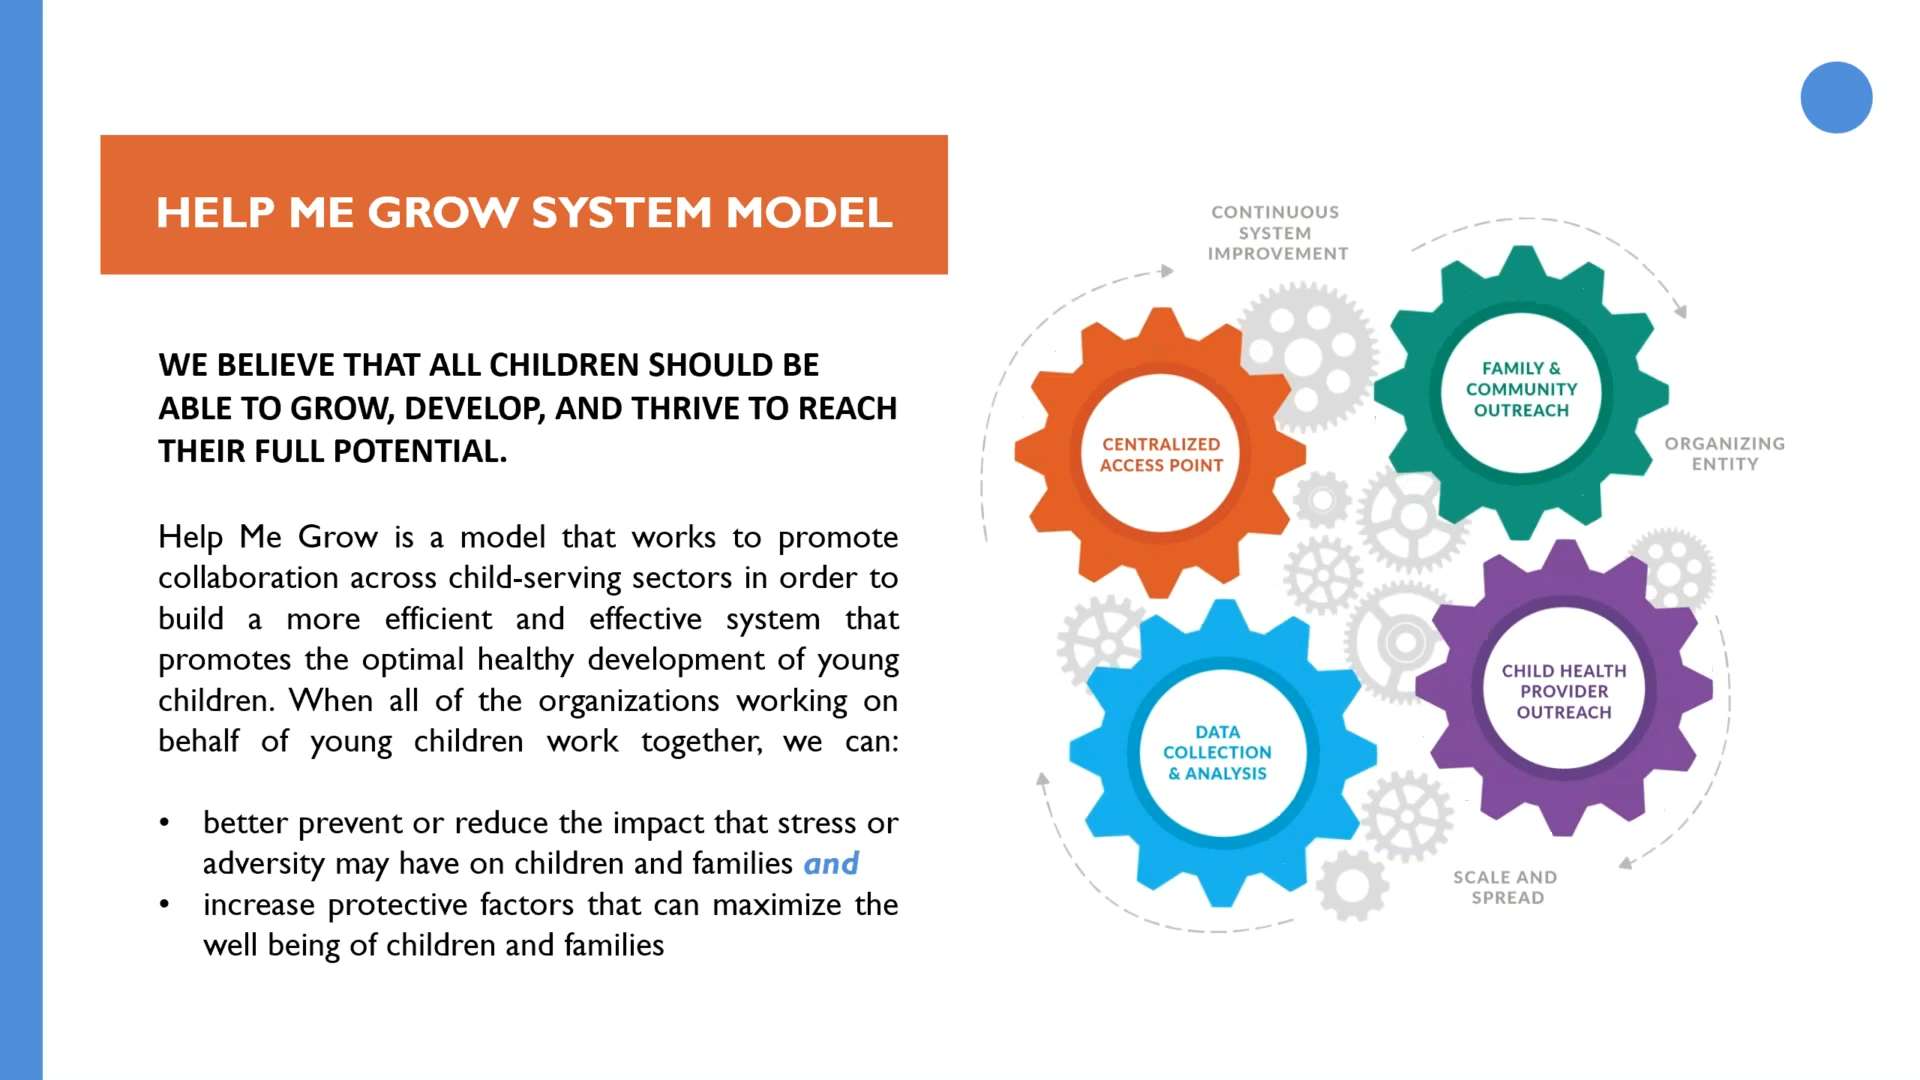 HELP ME GROW SYSTEM MODEL
WE BELIEVE THAT ALL CHILDREN SHOULD BE
ABLE TO GROW, DEVELOP, AND THRIVE TO REACH
THEIR FULL POTENTIAL.
Help Me Grow is a model that works to promote
collaboration across child-serving sectors in order to
build a more efficient and effective system that
promotes the optimal healthy development of young
children. When all of the organizations working on
behalf of young children work together, we can:
• better prevent or reduce the impact that stress or
adversity may have on children and families and
• increase protective factors that can maximize the
well being of children and families
CONTINUOUS
SYSTEM
IMPROVEMENT
FAMILY &
COMMUNITY
OUTREACH
CENTRALIZED
ACCESS POINT
ORGANIZING
ENTITY
CHILD HEALTH
PROVIDER
OUTREACH
DATA
COLLECTION
& ANALYSIS
SCALE AND
SPREAD